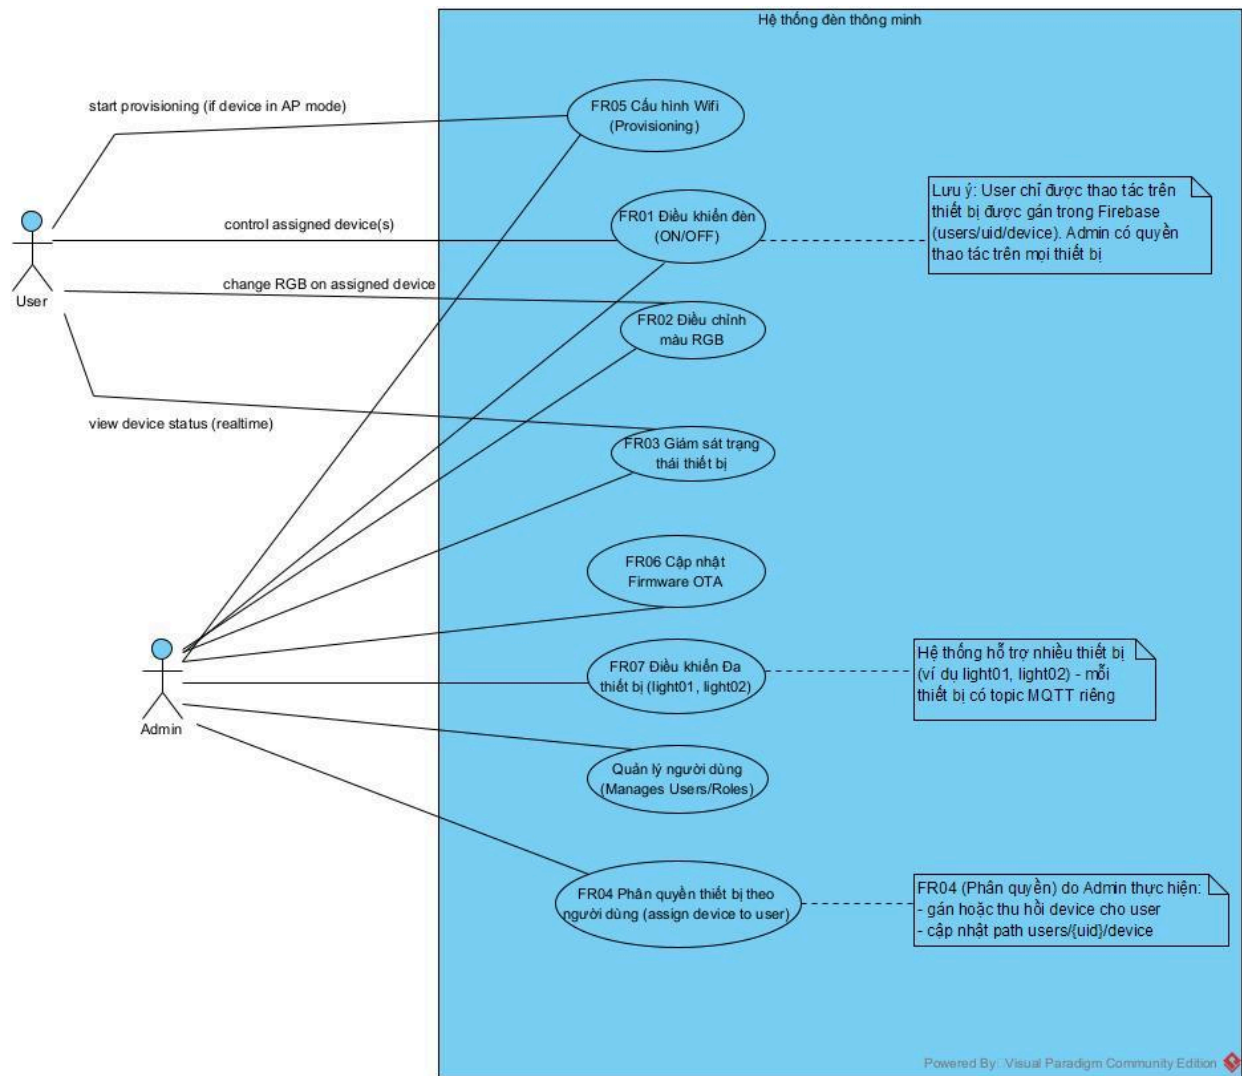 Hệ thống đèn thông minh
start provisioning (if device in AP mode)
FR05 Cấu hình Wifi
(Provisioning)
control assigned device(s)
FR01 Điều khiển đèn
(ON/OFF)
Lưu ý: User chỉ được thao tác trên
thiết bị được gán trong Firebase
(users/uid/device). Admin có quyền
thao tác trên mọi thiết bị
User
change RGB on assigned device
FR02 Điều chỉnh
màu RGB
view device status (realtime)
FR03 Giám sát trạng
thái thiết bị
FR06 Cập nhật
Firmware OTA
Admin
FR07 Điều khiển Đa
thiết bị (light01, light02)
Hệ thống hỗ trợ nhiều thiết bị
(ví dụ light01, light02) - mỗi
thiết bị có topic MQTT riêng
Quản lý người dùng
(Manages Users/Roles)
FR04 Phân quyền thiết bị theo
người dùng (assign device to user)
FR04 (Phân quyền) do Admin thực hiện:
- gán hoặc thu hồi device cho user
- cập nhật path users/{uid}/device
Powered By: Visual Paradigm Community Edition